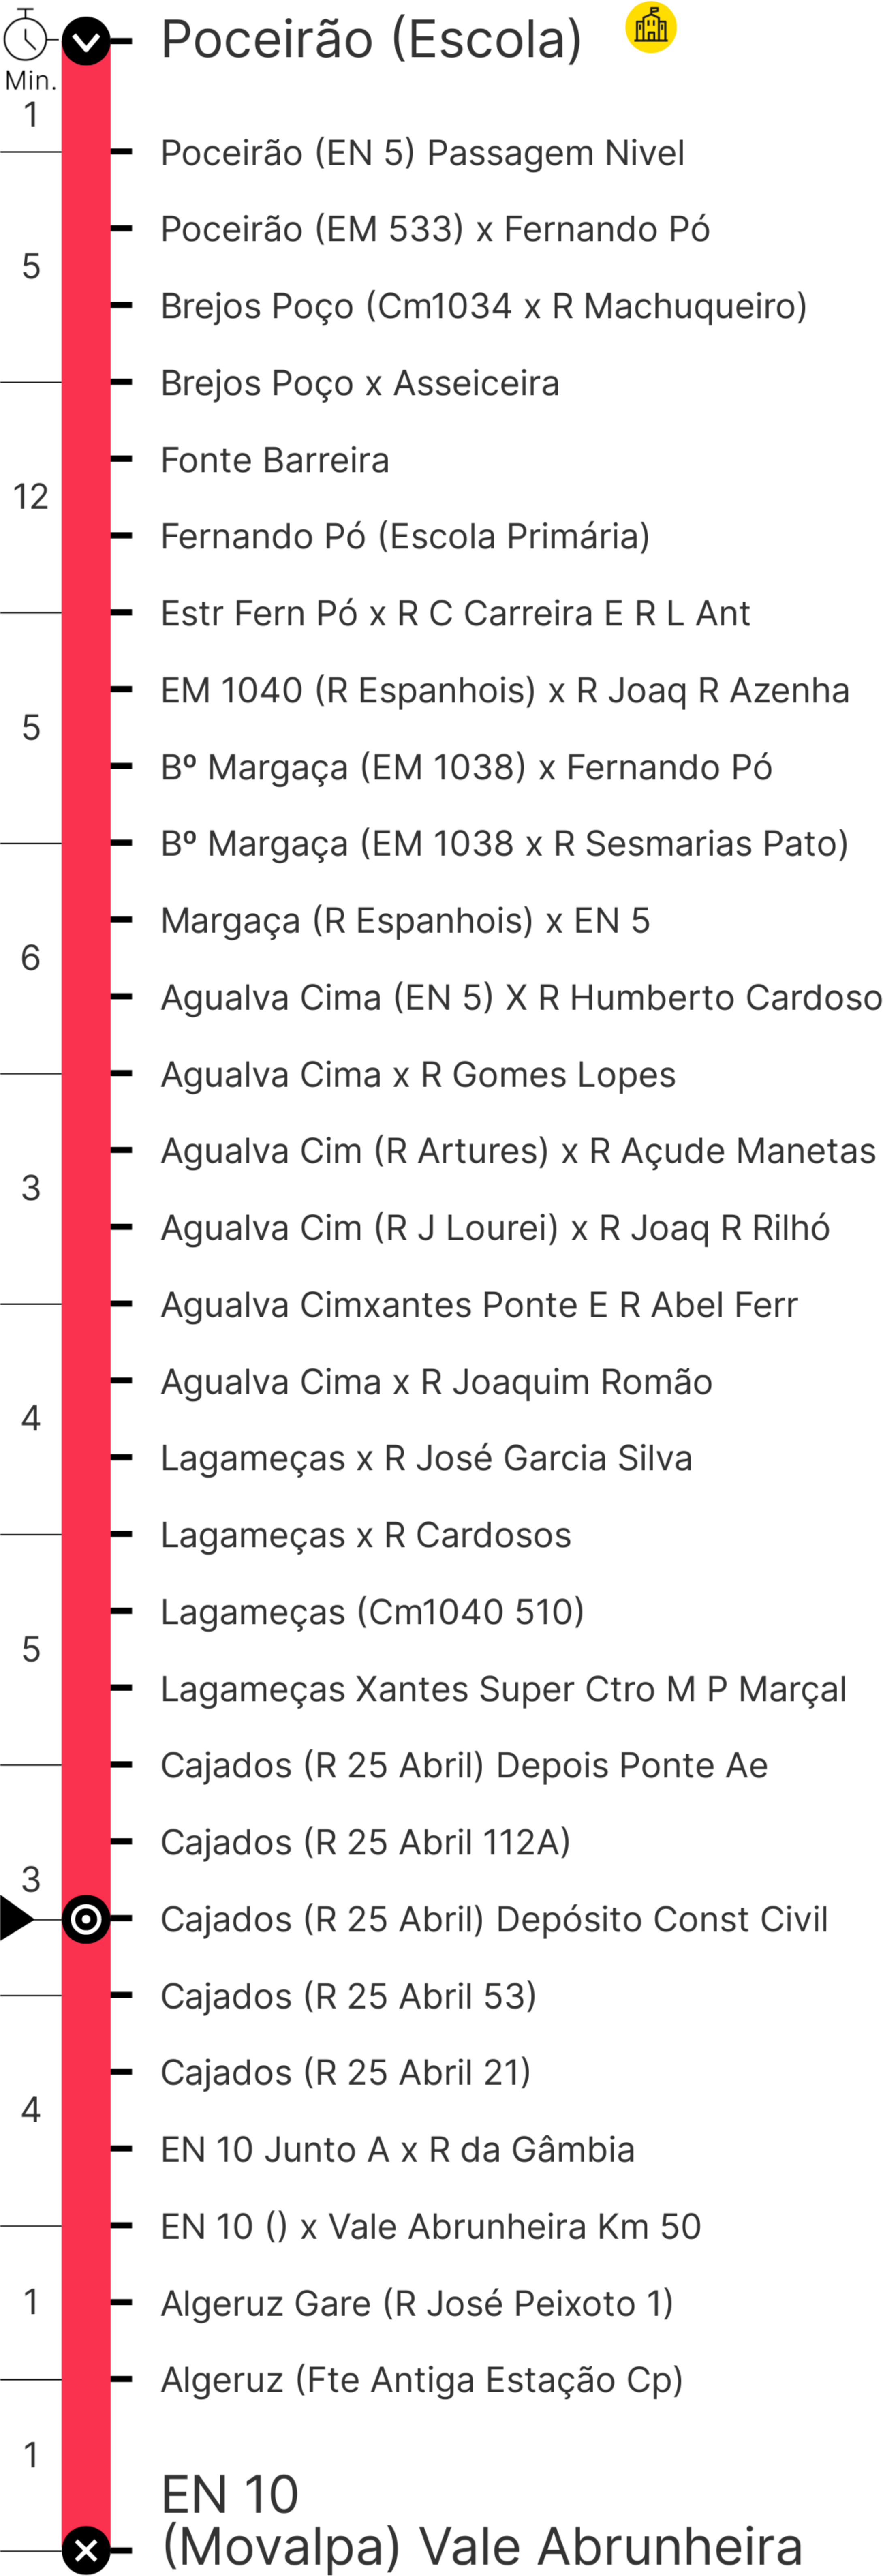 Poceirão (Escola)
Min.
1
Poceirão (EN 5) Passagem Nivel
Poceirão (EM 533) x Fernando Pó
5
Brejos Poço (Cm1034 x R Machuqueiro)
Brejos Poço x Asseiceira
Fonte Barreira
12
Fernando Pó (Escola Primária)
Estr Fern Pó x R C Carreira E R L Ant
EM 1040 (R Espanhois) x R Joaq R Azenha
5
Bº Margaça (EM 1038) x Fernando Pó
Bº Margaça (EM 1038 x R Sesmarias Pato)
Margaça (R Espanhois) x EN 5
6
Agualva Cima (EN 5) X R Humberto Cardoso
Agualva Cima x R Gomes Lopes
Agualva Cim (R Artures) x R Açude Manetas
3
Agualva Cim (R J Lourei) x R Joaq R Rilhó
Agualva Cimxantes Ponte E R Abel Ferr
Agualva Cima x R Joaquim Romão
4
Lagameças x R José Garcia Silva
Lagameças x R Cardosos
Lagameças (Cm1040 510)
5
Lagameças Xantes Super Ctro M P Marçal
Cajados (R 25 Abril) Depois Ponte Ae
Cajados (R 25 Abril 112A)
3
Cajados (R 25 Abril) Depósito Const Civil
Cajados (R 25 Abril 53)
Cajados (R 25 Abril 21)
4
EN 10 Junto A x R da Gâmbia
EN 10 () x Vale Abrunheira Km 50
1
Algeruz Gare (R José Peixoto 1)
Algeruz (Fte Antiga Estação Cp)
1
EN 10
(Movalpa) Vale Abrunheira